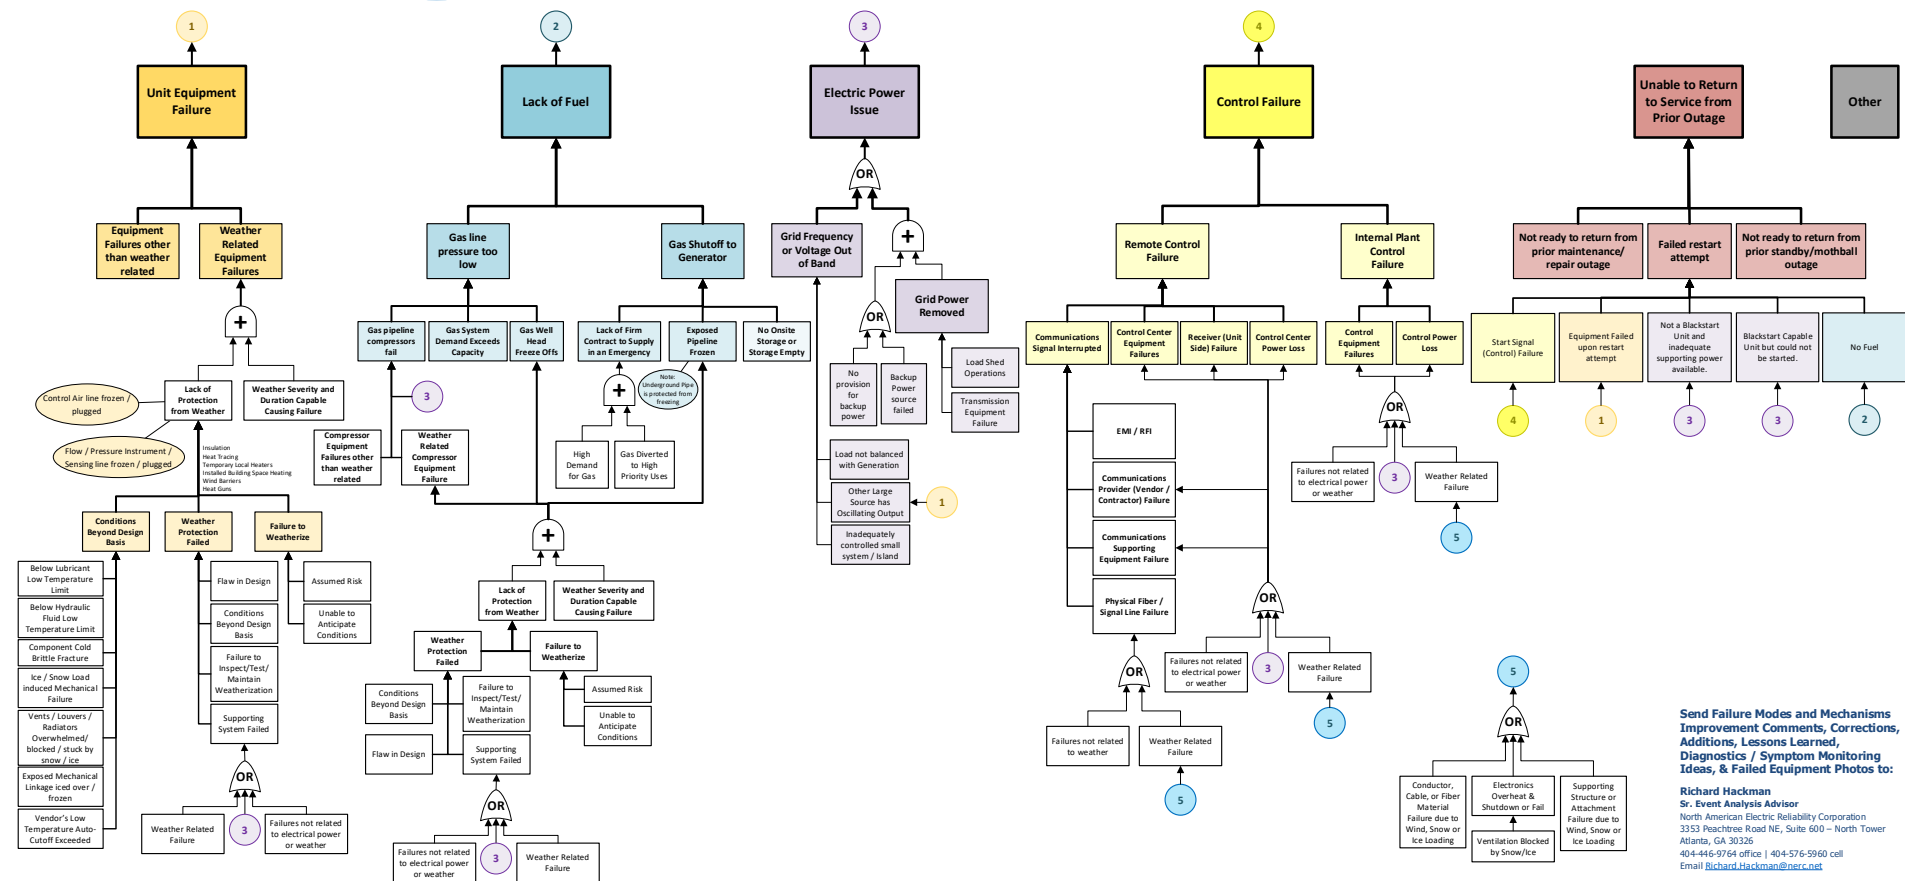 1
2
3
4
Unit Equipment
Failure
Lack of Fuel
Electric Power
Issue
Control Failure
Unable to Return
to Service from
Prior Outage
Other
OR
Equipment
Failures other
than weather
related
Weather
Related
Equipment
Failures
Gas line
pressure too
low
Gas Shutoff to
Generator
Grid Frequency
or Voltage Out
of Band
+
Remote Control
Failure
Internal Plant
Control
Failure
Not ready to return from
prior maintenance/
repair outage
Failed restart
attempt
Not ready to return from
prior standby/mothball
outage
+
OR
Grid Power
Removed
Gas pipeline
compressors
fail
Gas System
Demand Exceeds
Capacity
Gas Well
Head
Freeze Offs
Lack of Firm
Contract to Supply
in an Emergency
Exposed
Pipeline
Frozen
No Onsite
Storage or
Storage Empty
Communications
Signal Interrupted
Control Center
Equipment
Failures
Receiver (Unit
Side) Failure
Control Center
Power Loss
Control
Equipment
Failures
Control Power
Loss
Start Signal
(Control) Failure
Equipment Failed
upon restart
attempt
Not a Blackstart
Unit and
inadequate
supporting power
available.
Blackstart Capable
Unit but could not
be started.
No Fuel
4
1
3
3
2
Lack of
Protection
from Weather
Weather Severity and
Duration Capable
Causing Failure
Control Air line frozen /
plugged
Flow / Pressure Instrument /
Sensing line frozen / plugged
Insulation
Heat Tracing
Temporary Local Heaters
Installed Building Space Heating
Wind Barriers
Heat Guns
3
Compressor
Equipment
Failures other
than weather
related
Weather
Related
Compressor
Equipment
Failure
+
Note:
Underground Pipe
is protected from
freezing
High
Demand
for Gas
Gas Diverted
to High
Priority Uses
No
provision
for
backup
power
Backup
Power
source
failed
Load Shed
Operations
Transmission
Equipment
Failure
Load not balanced
with Generation
Other Large
Source has
Oscillating Output
1
Inadequately
controlled small
system / Island
EMI / RFI
Communications
Provider (Vendor /
Contractor) Failure
Communications
Supporting
Equipment Failure
Physical Fiber /
Signal Line Failure
OR
Failures not related
to electrical power
or weather
3
Weather Related
Failure
5
Conditions
Beyond Design
Basis
Weather
Protection
Failed
Failure to
Weatherize
Below Lubricant
Low Temperature
Limit
Below Hydraulic
Fluid Low
Temperature Limit
Component Cold
Brittle Fracture
Ice / Snow Load
induced Mechanical
Failure
Vents / Louvers /
Radiators
Overwhelmed/
blocked / stuck by
snow / ice
Exposed Mechanical
Linkage iced over /
frozen
Vendor's Low
Temperature Auto-
Cutoff Exceeded
Flaw in Design
Conditions
Beyond Design
Basis
Failure to
Inspect/Test/
Maintain
Weatherization
Supporting
System Failed
Assumed Risk
Unable to
Anticipate
Conditions
OR
Weather Related
Failure
3
Failures not related
to electrical power
or weather
+
Lack of
Protection
from Weather
Weather Severity and
Duration Capable
Causing Failure
Weather
Protection
Failed
Failure to
Weatherize
Conditions
Beyond Design
Basis
Failure to
Inspect/Test/
Maintain
Weatherization
Flaw in Design
Supporting
System Failed
Assumed Risk
Unable to
Anticipate
Conditions
OR
Failures not related
to electrical power
or weather
3
Weather Related
Failure
OR
Failures not related
to weather
Weather Related
Failure
5
OR
Failures not related
to electrical power
or weather
3
Weather Related
Failure
5
5
OR
Conductor,
Cable, or Fiber
Material
Failure due to
Wind, Snow or
Ice Loading
Electronics
Overheat &
Shutdown or Fail
Ventilation Blocked
by Snow/Ice
Supporting
Structure or
Attachment
Failure due to
Wind, Snow or
Ice Loading
Send Failure Modes and Mechanisms
Improvement Comments, Corrections,
Additions, Lessons Learned,
Diagnostics / Symptom Monitoring
Ideas, & Failed Equipment Photos to:
Richard Hackman
Sr. Event Analysis Advisor
North American Electric Reliability Corporation
3353 Peachtree Road NE, Suite 600 – North Tower
Atlanta, GA 30326
404-446-9764 office | 404-576-5960 cell
Email Richard.Hackman@nerc.net